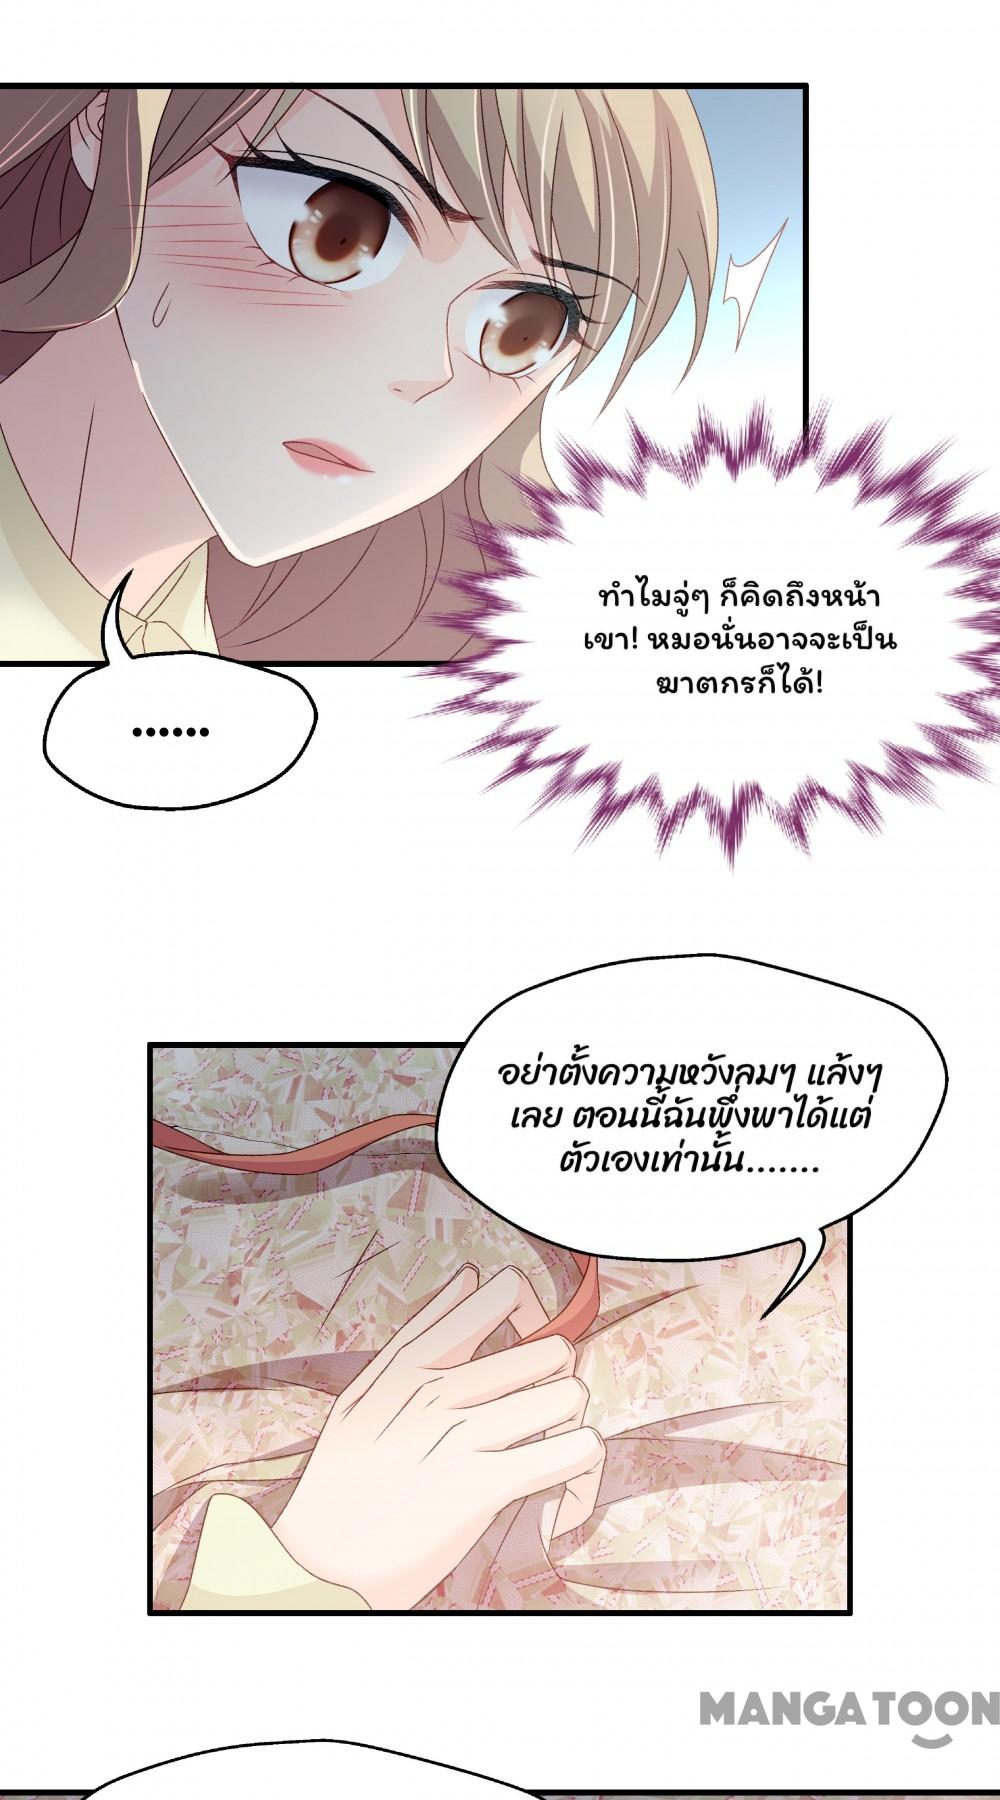 ทำไมจู่ๆ ก็คิดถึงหน้า
เขา! หมอนั่นอาจจะเป็น
ฆาตกรก็ได้!
......
อย่าตั้งความหวังลมๆ แล้งๆ
เลย ตอนนี้ฉันพึ่งพาได้แต่
ตัวเองเท่านั้น.......
MANGATOON